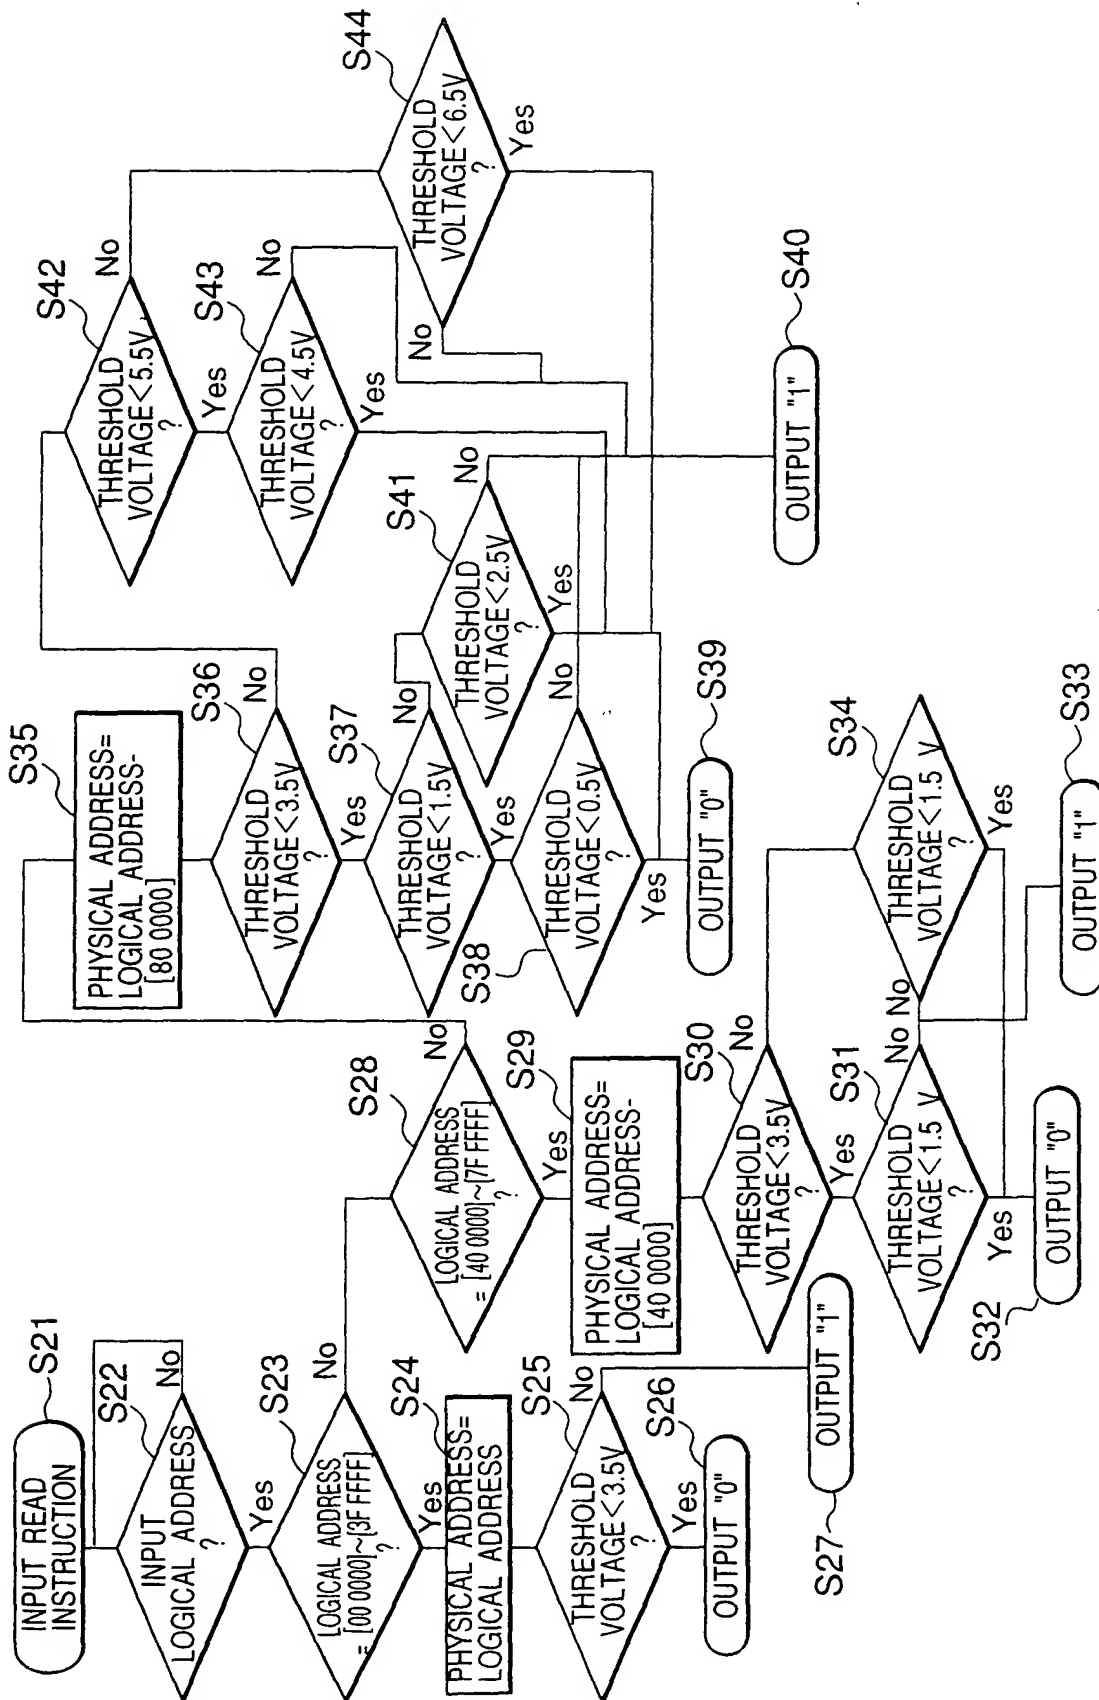 INPUT READ
INSTRUCTION
S21
INPUT
LOGICAL ADDRESS
?
S22
No
Yes
LOGICAL ADDRESS
= [00 0000]~[3F FFFF]
?
S23
No
Yes
PHYSICAL ADDRESS=
LOGICAL ADDRESS
S24
THRESHOLD
VOLTAGE<3.5V
?
S25
No
Yes
OUTPUT "0"
S26
OUTPUT "1"
S27
LOGICAL ADDRESS
= [40 0000]~[7F FFFF]
?
S28
No
Yes
PHYSICAL ADDRESS=
LOGICAL ADDRESS-
[40 0000]
S29
THRESHOLD
VOLTAGE<3.5V
?
S30
No
Yes
THRESHOLD
VOLTAGE<1.5 V
?
S31
No
Yes
OUTPUT "0"
S32
OUTPUT "1"
S33
THRESHOLD
VOLTAGE<1.5 V
?
S34
No
Yes
PHYSICAL ADDRESS=
LOGICAL ADDRESS-
[80 0000]
S35
THRESHOLD
VOLTAGE<3.5V
?
S36
No
Yes
THRESHOLD
VOLTAGE<1.5V
?
S37
No
Yes
THRESHOLD
VOLTAGE<0.5V
?
S38
No
Yes
OUTPUT "0"
S39
OUTPUT "1"
S40
THRESHOLD
VOLTAGE<2.5V
?
S41
No
Yes
THRESHOLD
VOLTAGE<5.5V
?
S42
No
Yes
THRESHOLD
VOLTAGE<4.5V
?
S43
No
Yes
THRESHOLD
VOLTAGE<6.5V
?
S44
No
Yes